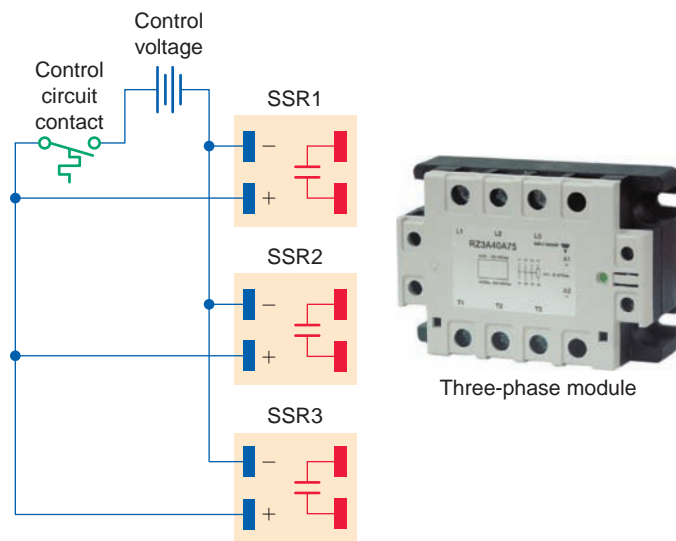 Control
voltage
Control
circuit
contact
SSR1
−
+
SSR2
−
+
SSR3
−
+
L1 L2 L3
RZ3A40A75
A1
A2
T1 T2 T3
Three-phase module